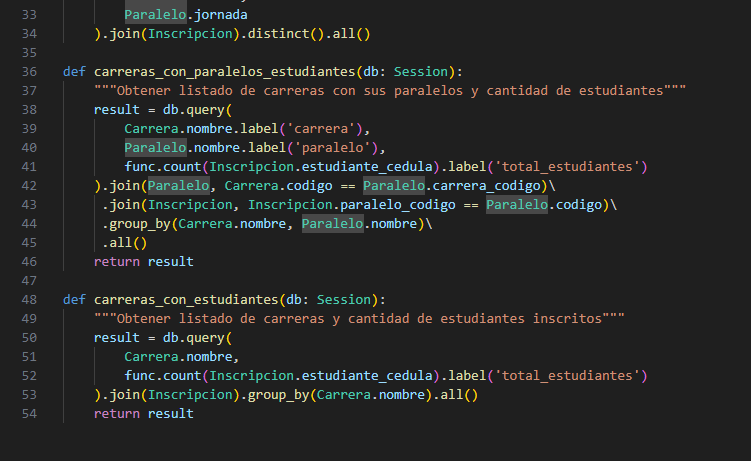 33 Paralelo.jornada
34 ).join(Inscripcion).distinct().all()
35
36 def carreras_con_paralelos_estudiantes(db: Session):
37 """Obtener listado de carreras con sus paralelos y cantidad de estudiantes"""
38 result = db.query(
39 Carrera.nombre.label('carrera'),
40 Paralelo.nombre.label('paralelo'),
41 func.count(Inscripcion.estudiante_cedula).label('total_estudiantes')
42 ).join(Paralelo, Carrera.codigo == Paralelo.carrera_codigo)\
43 .join(Inscripcion, Inscripcion.paralelo_codigo == Paralelo.codigo)\
44 .group_by(Carrera.nombre, Paralelo.nombre)\
45 .all()
46 return result
47
48 def carreras_con_estudiantes(db: Session):
49 """Obtener listado de carreras y cantidad de estudiantes inscritos"""
50 result = db.query(
51 Carrera.nombre,
52 func.count(Inscripcion.estudiante_cedula).label('total_estudiantes')
53 ).join(Inscripcion).group_by(Carrera.nombre).all()
54 return result